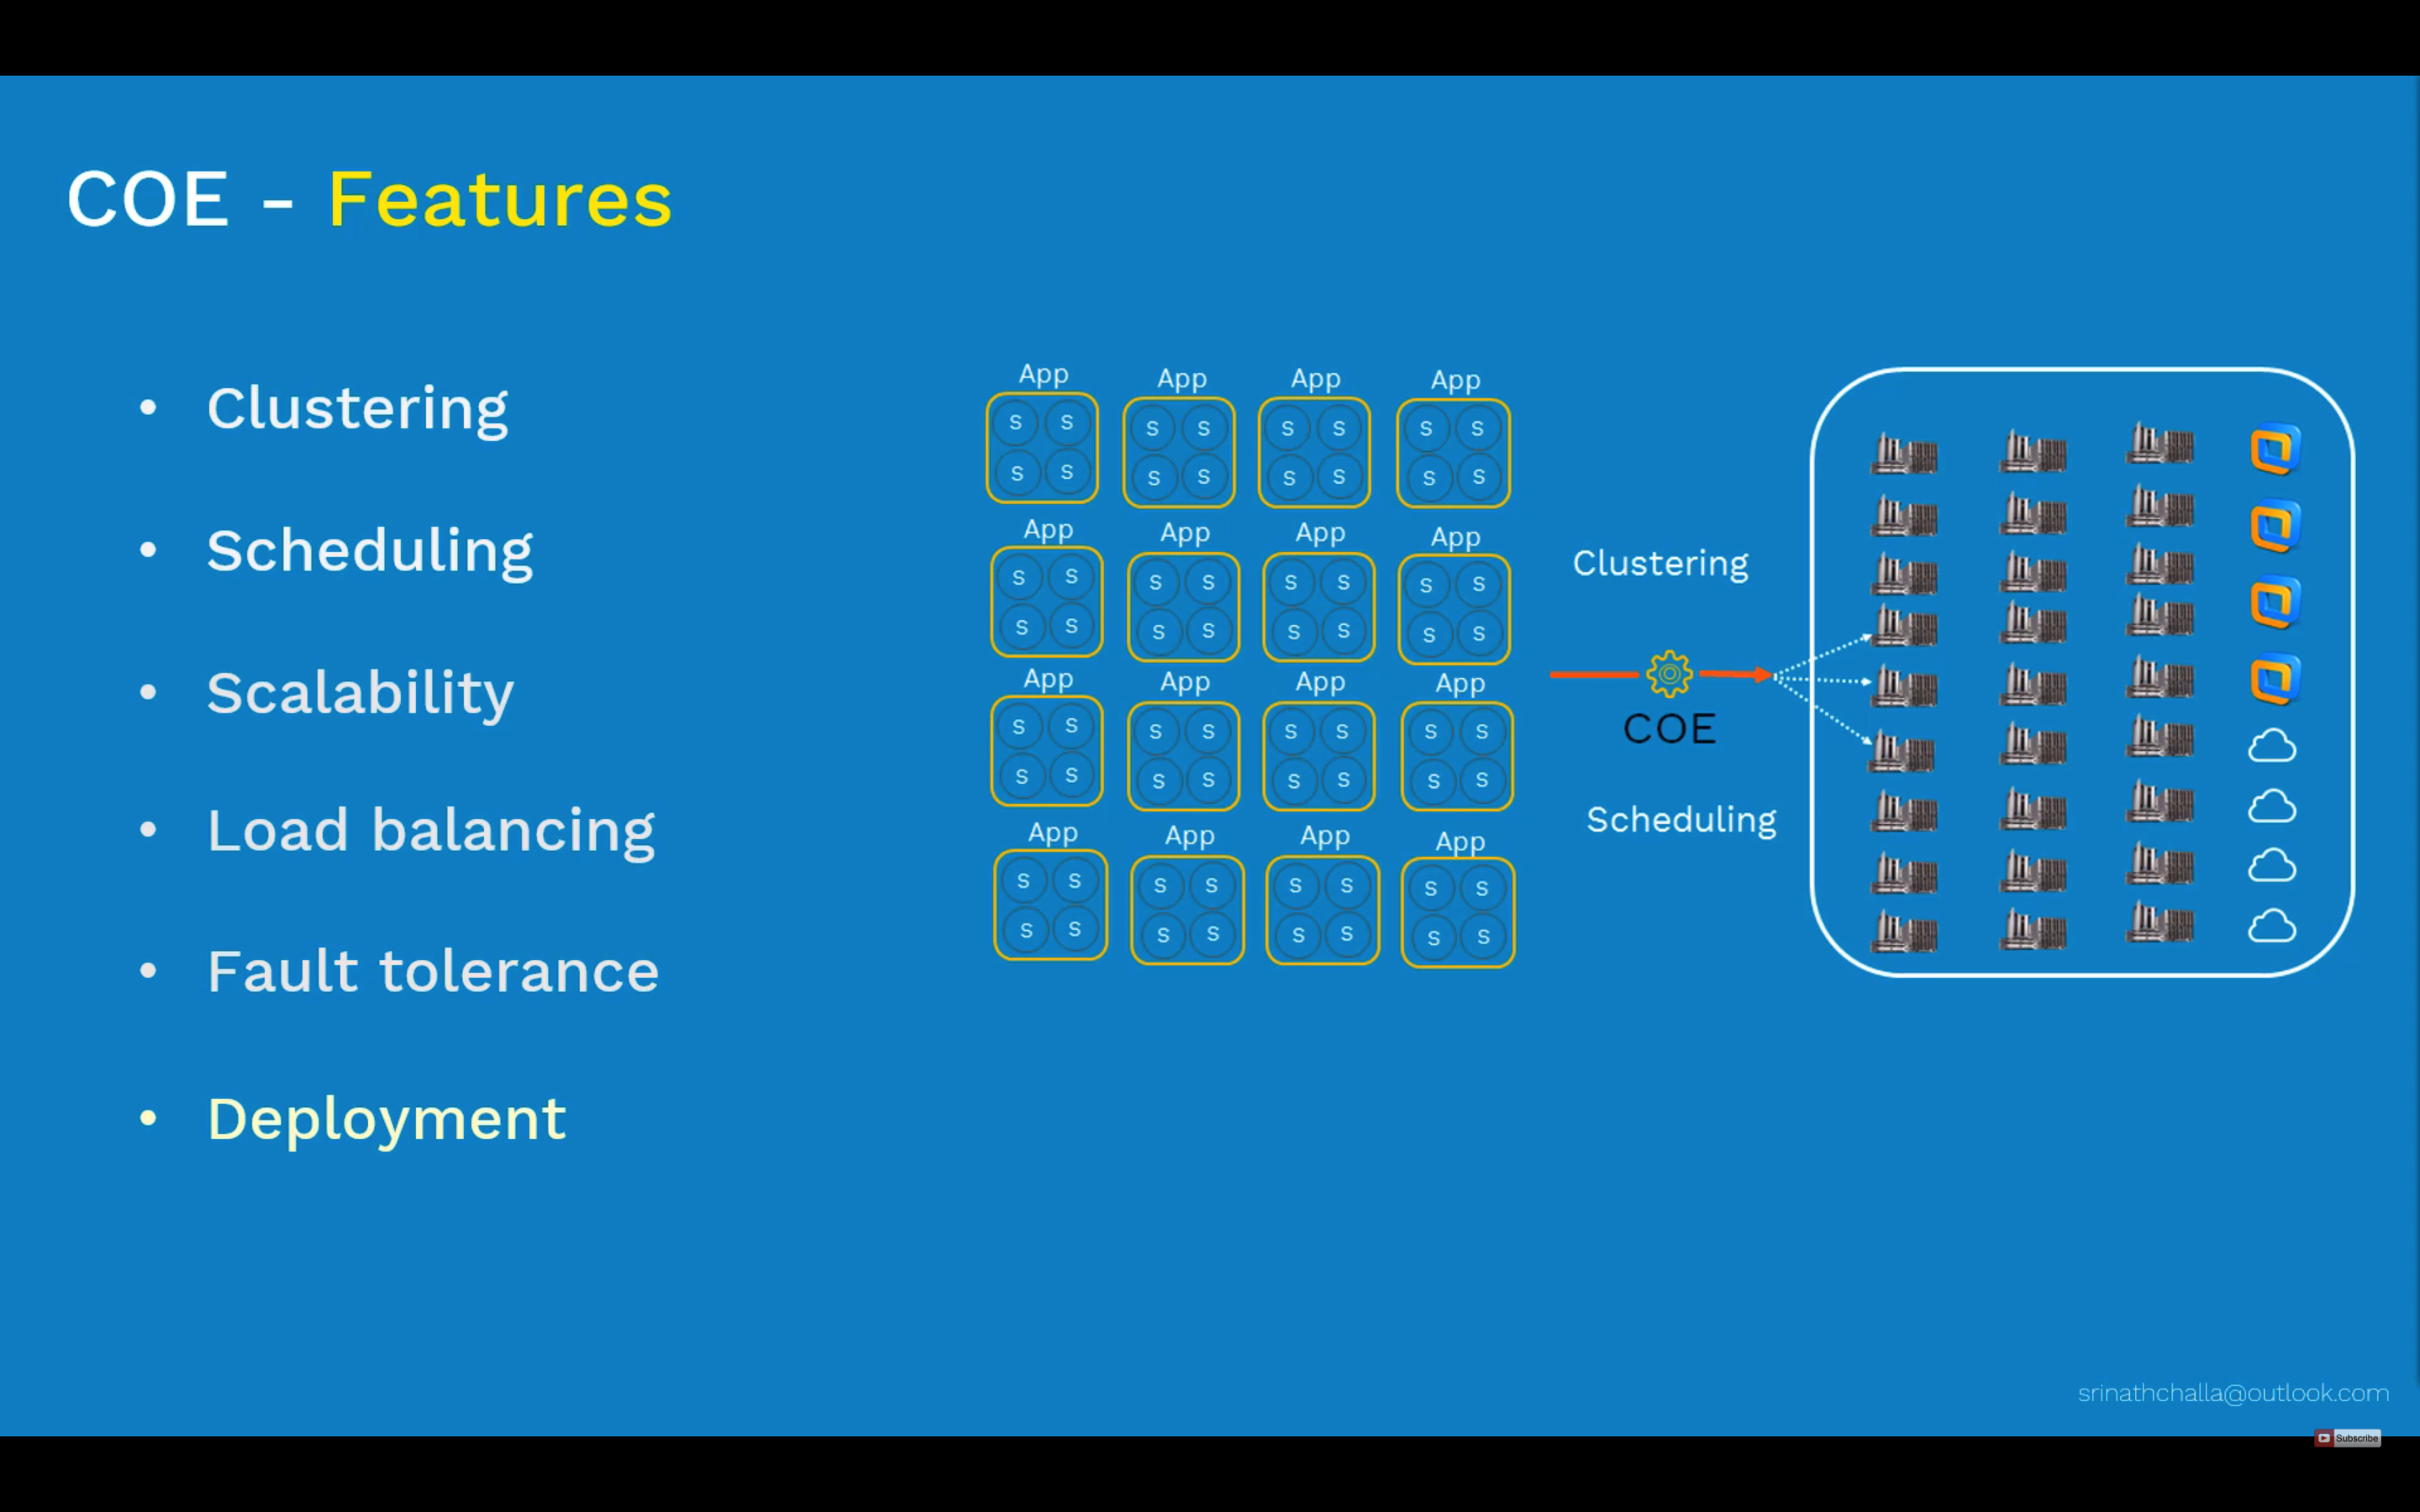 COE - Features
• Clustering
• Scheduling
• Scalability
• Load balancing
• Fault tolerance
• Deployment
App App App App
S S S S S S S S
S S S S S S S S
App App App App
S S S S S S S S
S S S S S S S S
App App App App
S S S S S S S S
S S S S S S S S
App App App App
S S S S S S S S
S S S S S S S S
Clustering
COE
Scheduling
srinathchalla@outlook.com
Subscribe